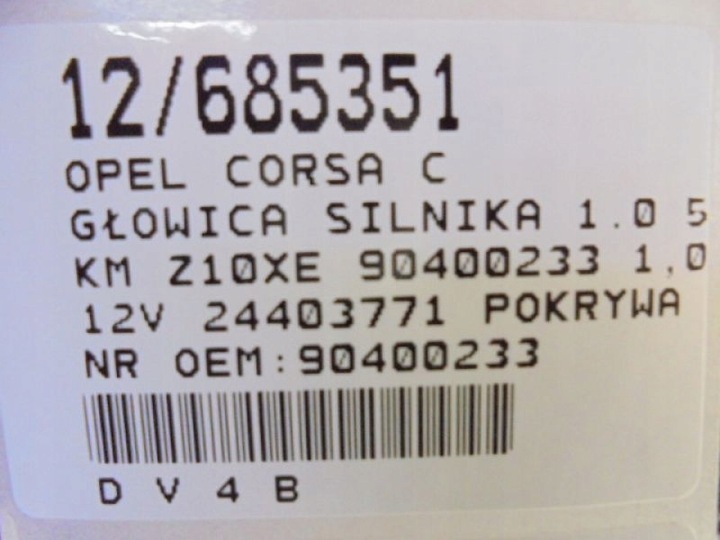 12/685351
OPEL CORSA C
GŁOWICA SILNIKA 1.0 5
KM Z10XE 90400233 1,0
12V 24403771 POKRYWA
NR OEM:90400233
D V 4 B